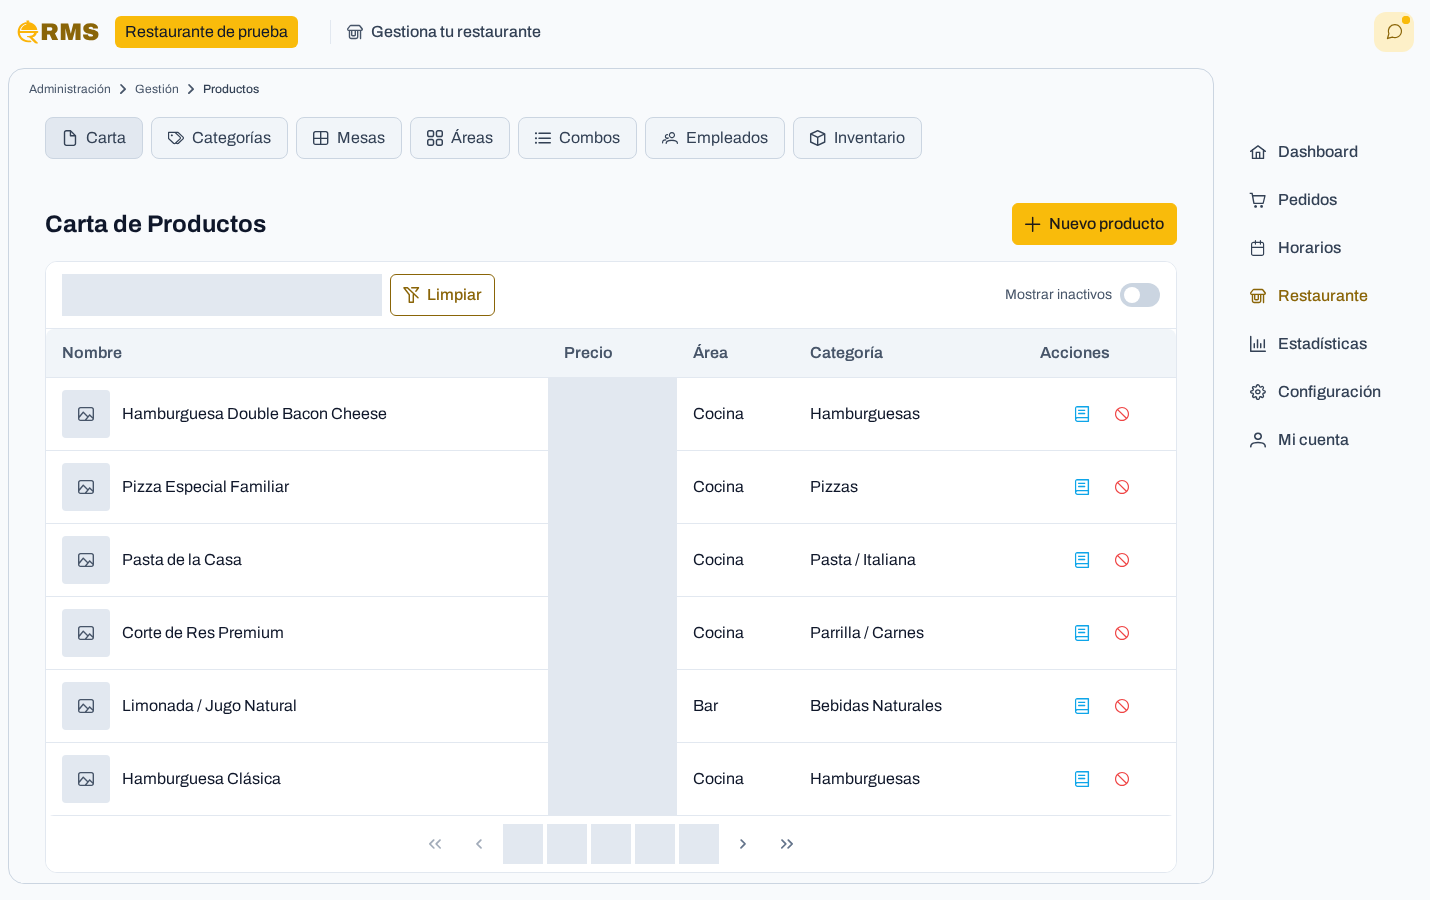 RMS Restaurante de prueba Gestiona tu restaurante
Administración Gestión Productos
Carta Categorías Mesas Áreas Combos Empleados Inventario
Carta de Productos Nuevo producto
Limpiar Mostrar inactivos
Nombre Precio Área Categoría Acciones
Hamburguesa Double Bacon Cheese Cocina Hamburguesas
Pizza Especial Familiar Cocina Pizzas
Pasta de la Casa Cocina Pasta / Italiana
Corte de Res Premium Cocina Parrilla / Carnes
Limonada / Jugo Natural Bar Bebidas Naturales
Hamburguesa Clásica Cocina Hamburguesas
Dashboard
Pedidos
Horarios
Restaurante
Estadísticas
Configuración
Mi cuenta